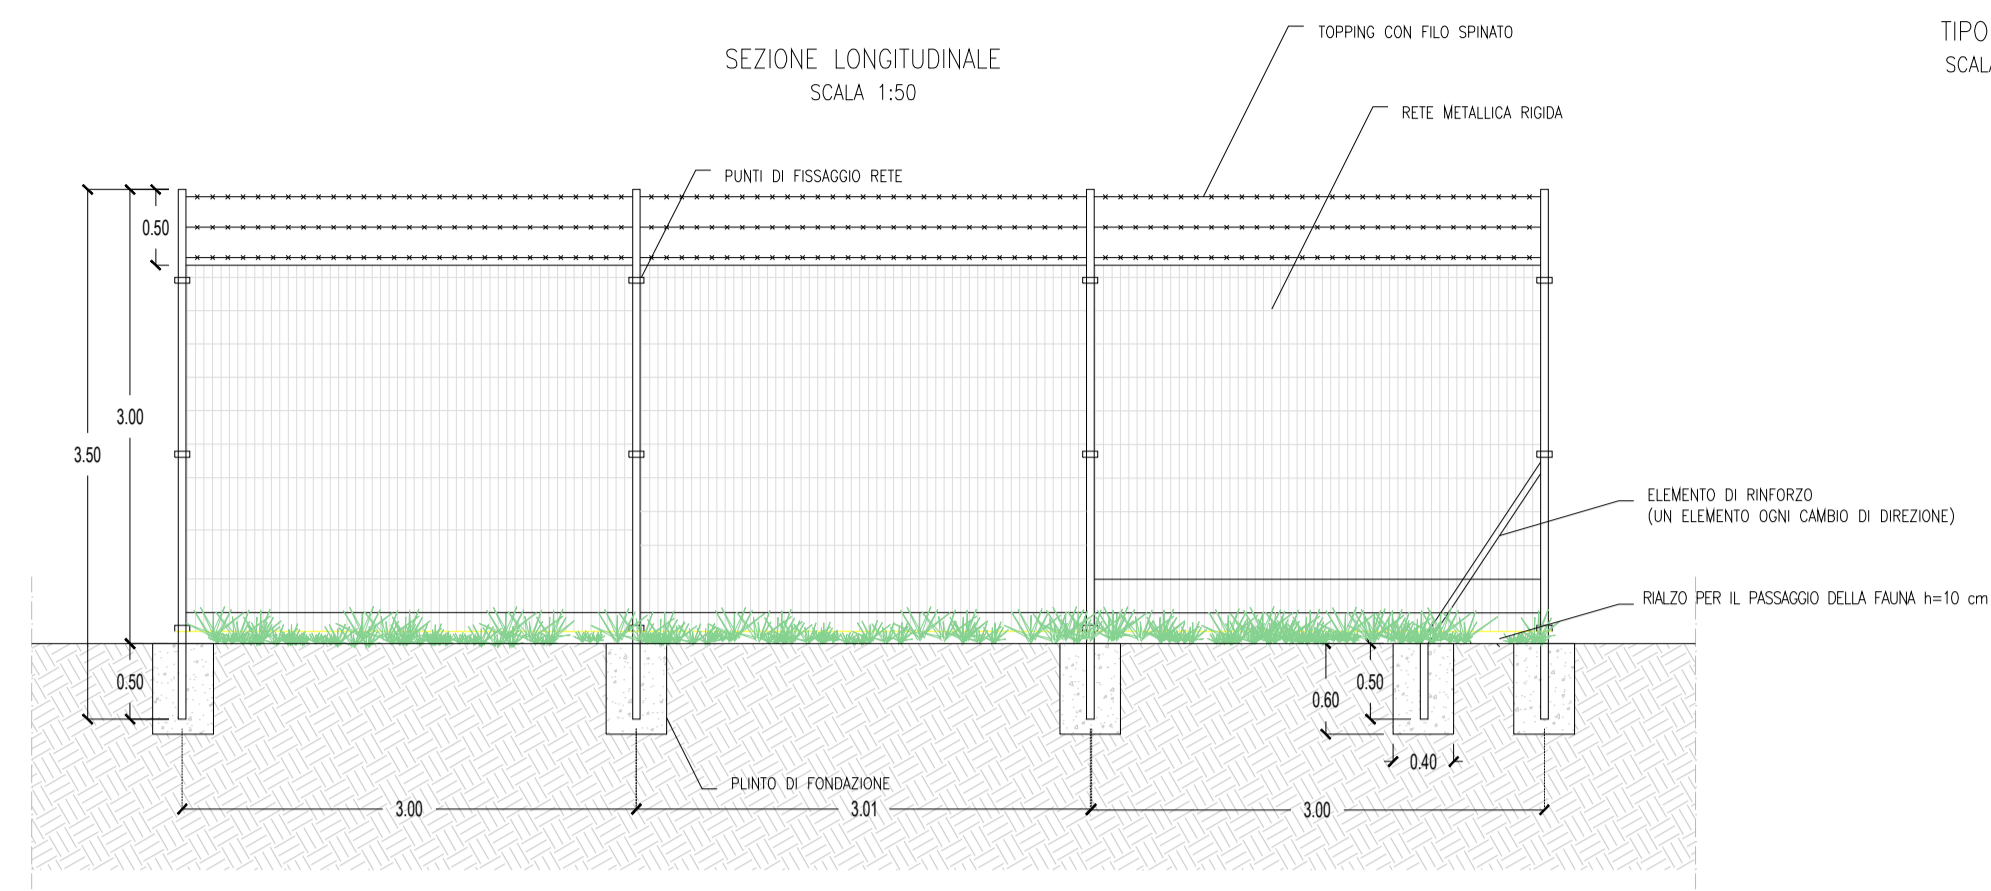 SEZIONE LONGITUDINALE
SCALA 1:50
TOPPING CON FILO SPINATO
TIPO
SCALA
RETE METALLICA RIGIDA
PUNTI DI FISSAGGIO RETE
0.50
3.00
3.50
ELEMENTO DI RINFORZO
(UN ELEMENTO OGNI CAMBIO DI DIREZIONE)
RIALZO PER IL PASSAGGIO DELLA FAUNA h=10 cm
0.50
0.60
0.50
0.40
PLINTO DI FONDAZIONE
3.00
3.01
3.00